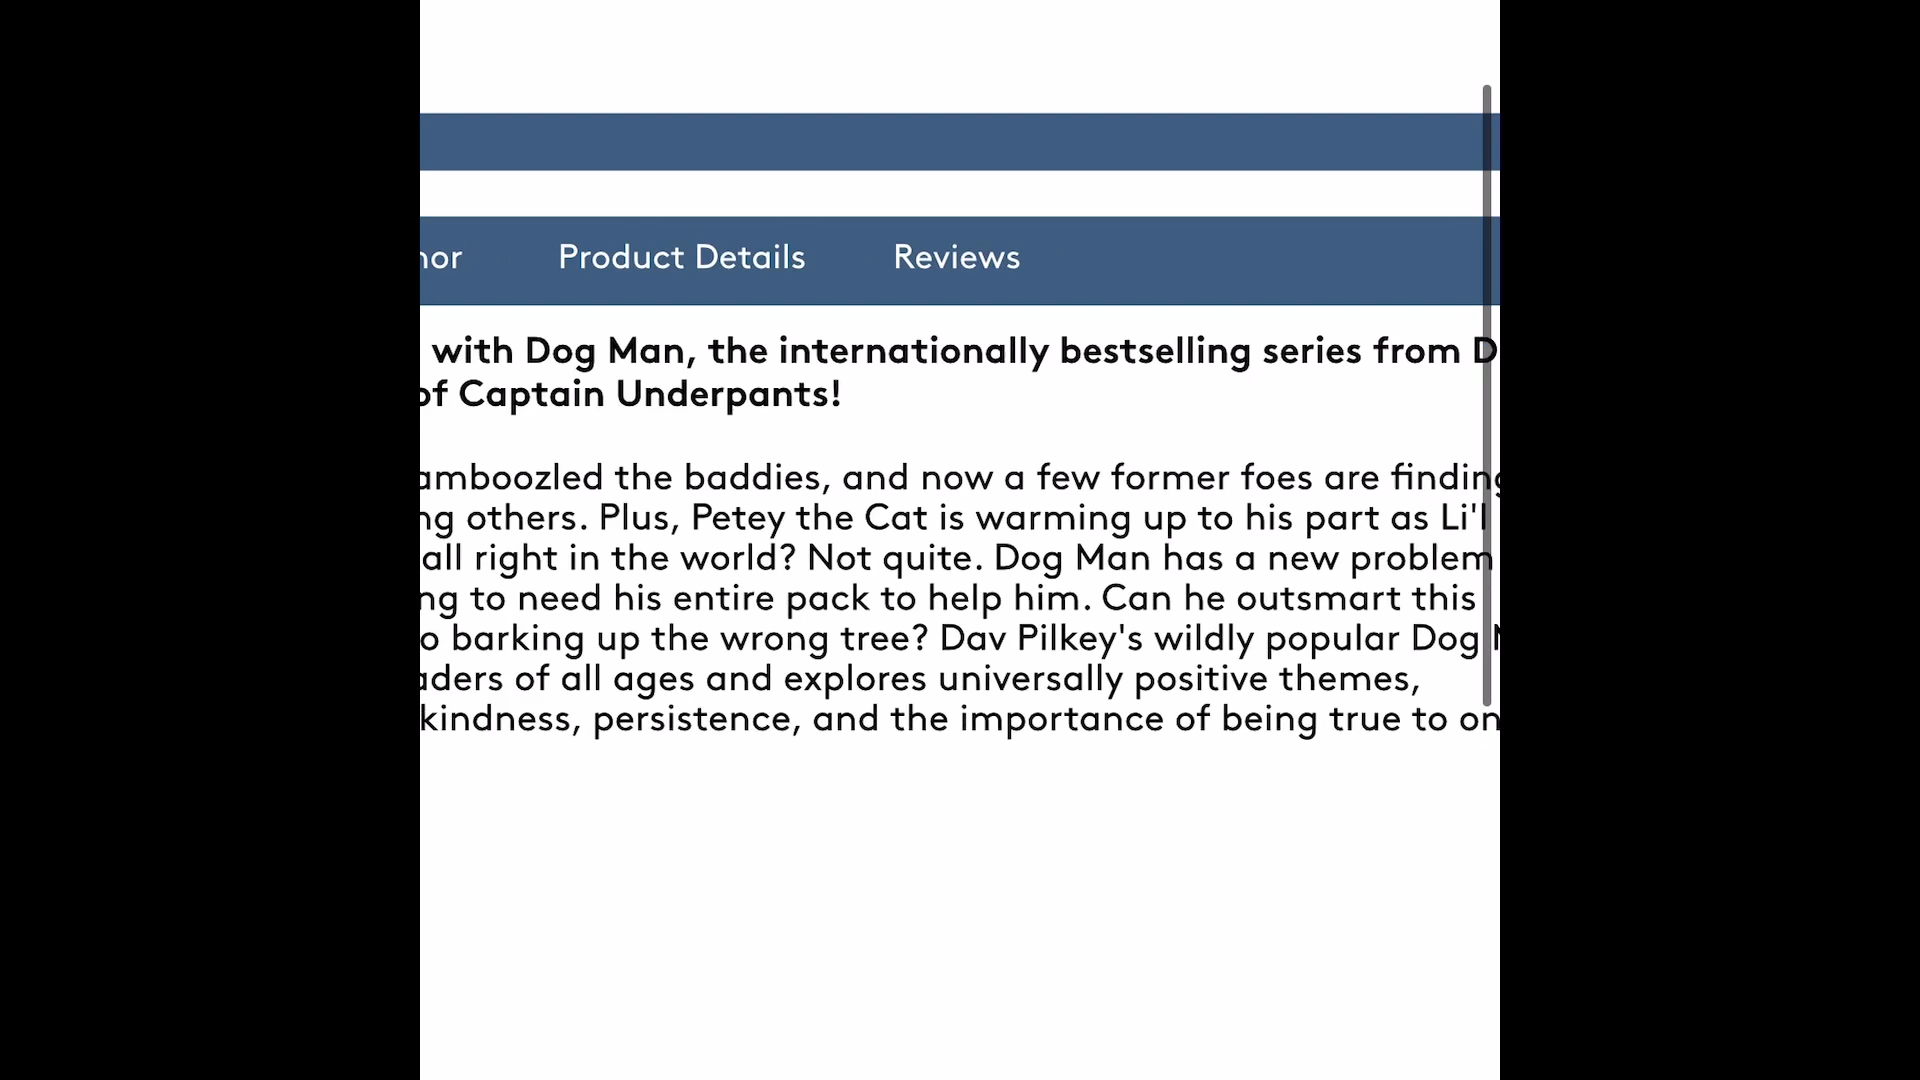 Product Details Reviews
with Dog Man, the internationally bestselling series from
of Captain Underpants!
the baddies, and now a few former foes are finding
others. Plus, Petey the Cat is warming up to his part as Li'l
all right in the world? Not quite. Dog Man has a new problem
to need his entire pack to help him. Can he outsmart this
barking up the wrong tree? Dav Pilkey's wildly popular Dog
of all ages and explores universally positive themes,
kindness, persistence, and the importance of being true to